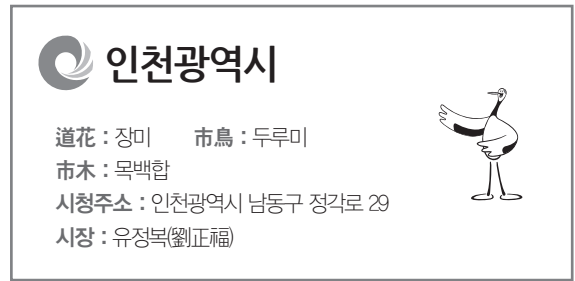 인천광역시
道花 : 장미 市鳥 : 두루미
市木 : 목백합
시청주소 : 인천광역시 남동구 정각로 29
시장 : 유정복(劉正福)